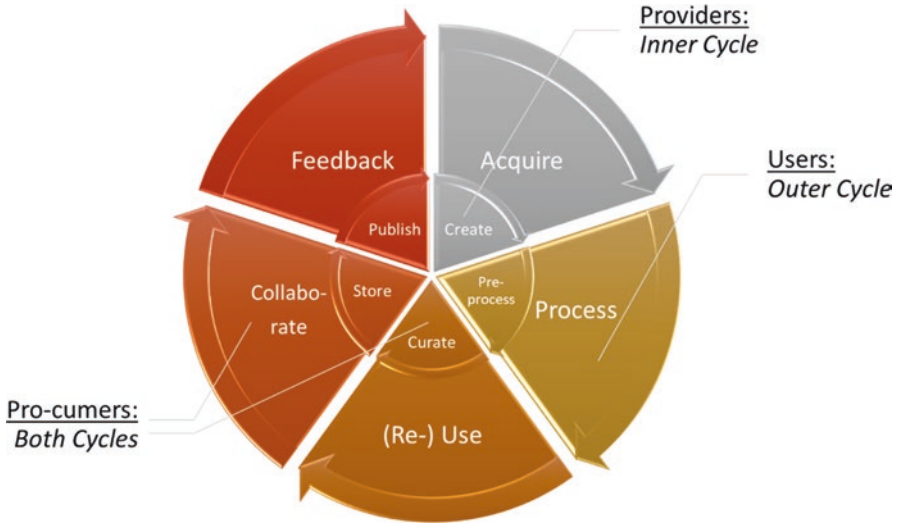 Providers:
Inner Cycle
Feedback
Acquire
Users:
Outer Cycle
Publish
Create
Collabo-
rate
Store
Pre-
process
Process
Curate
Pro-cumers:
Both Cycles
(Re-) Use